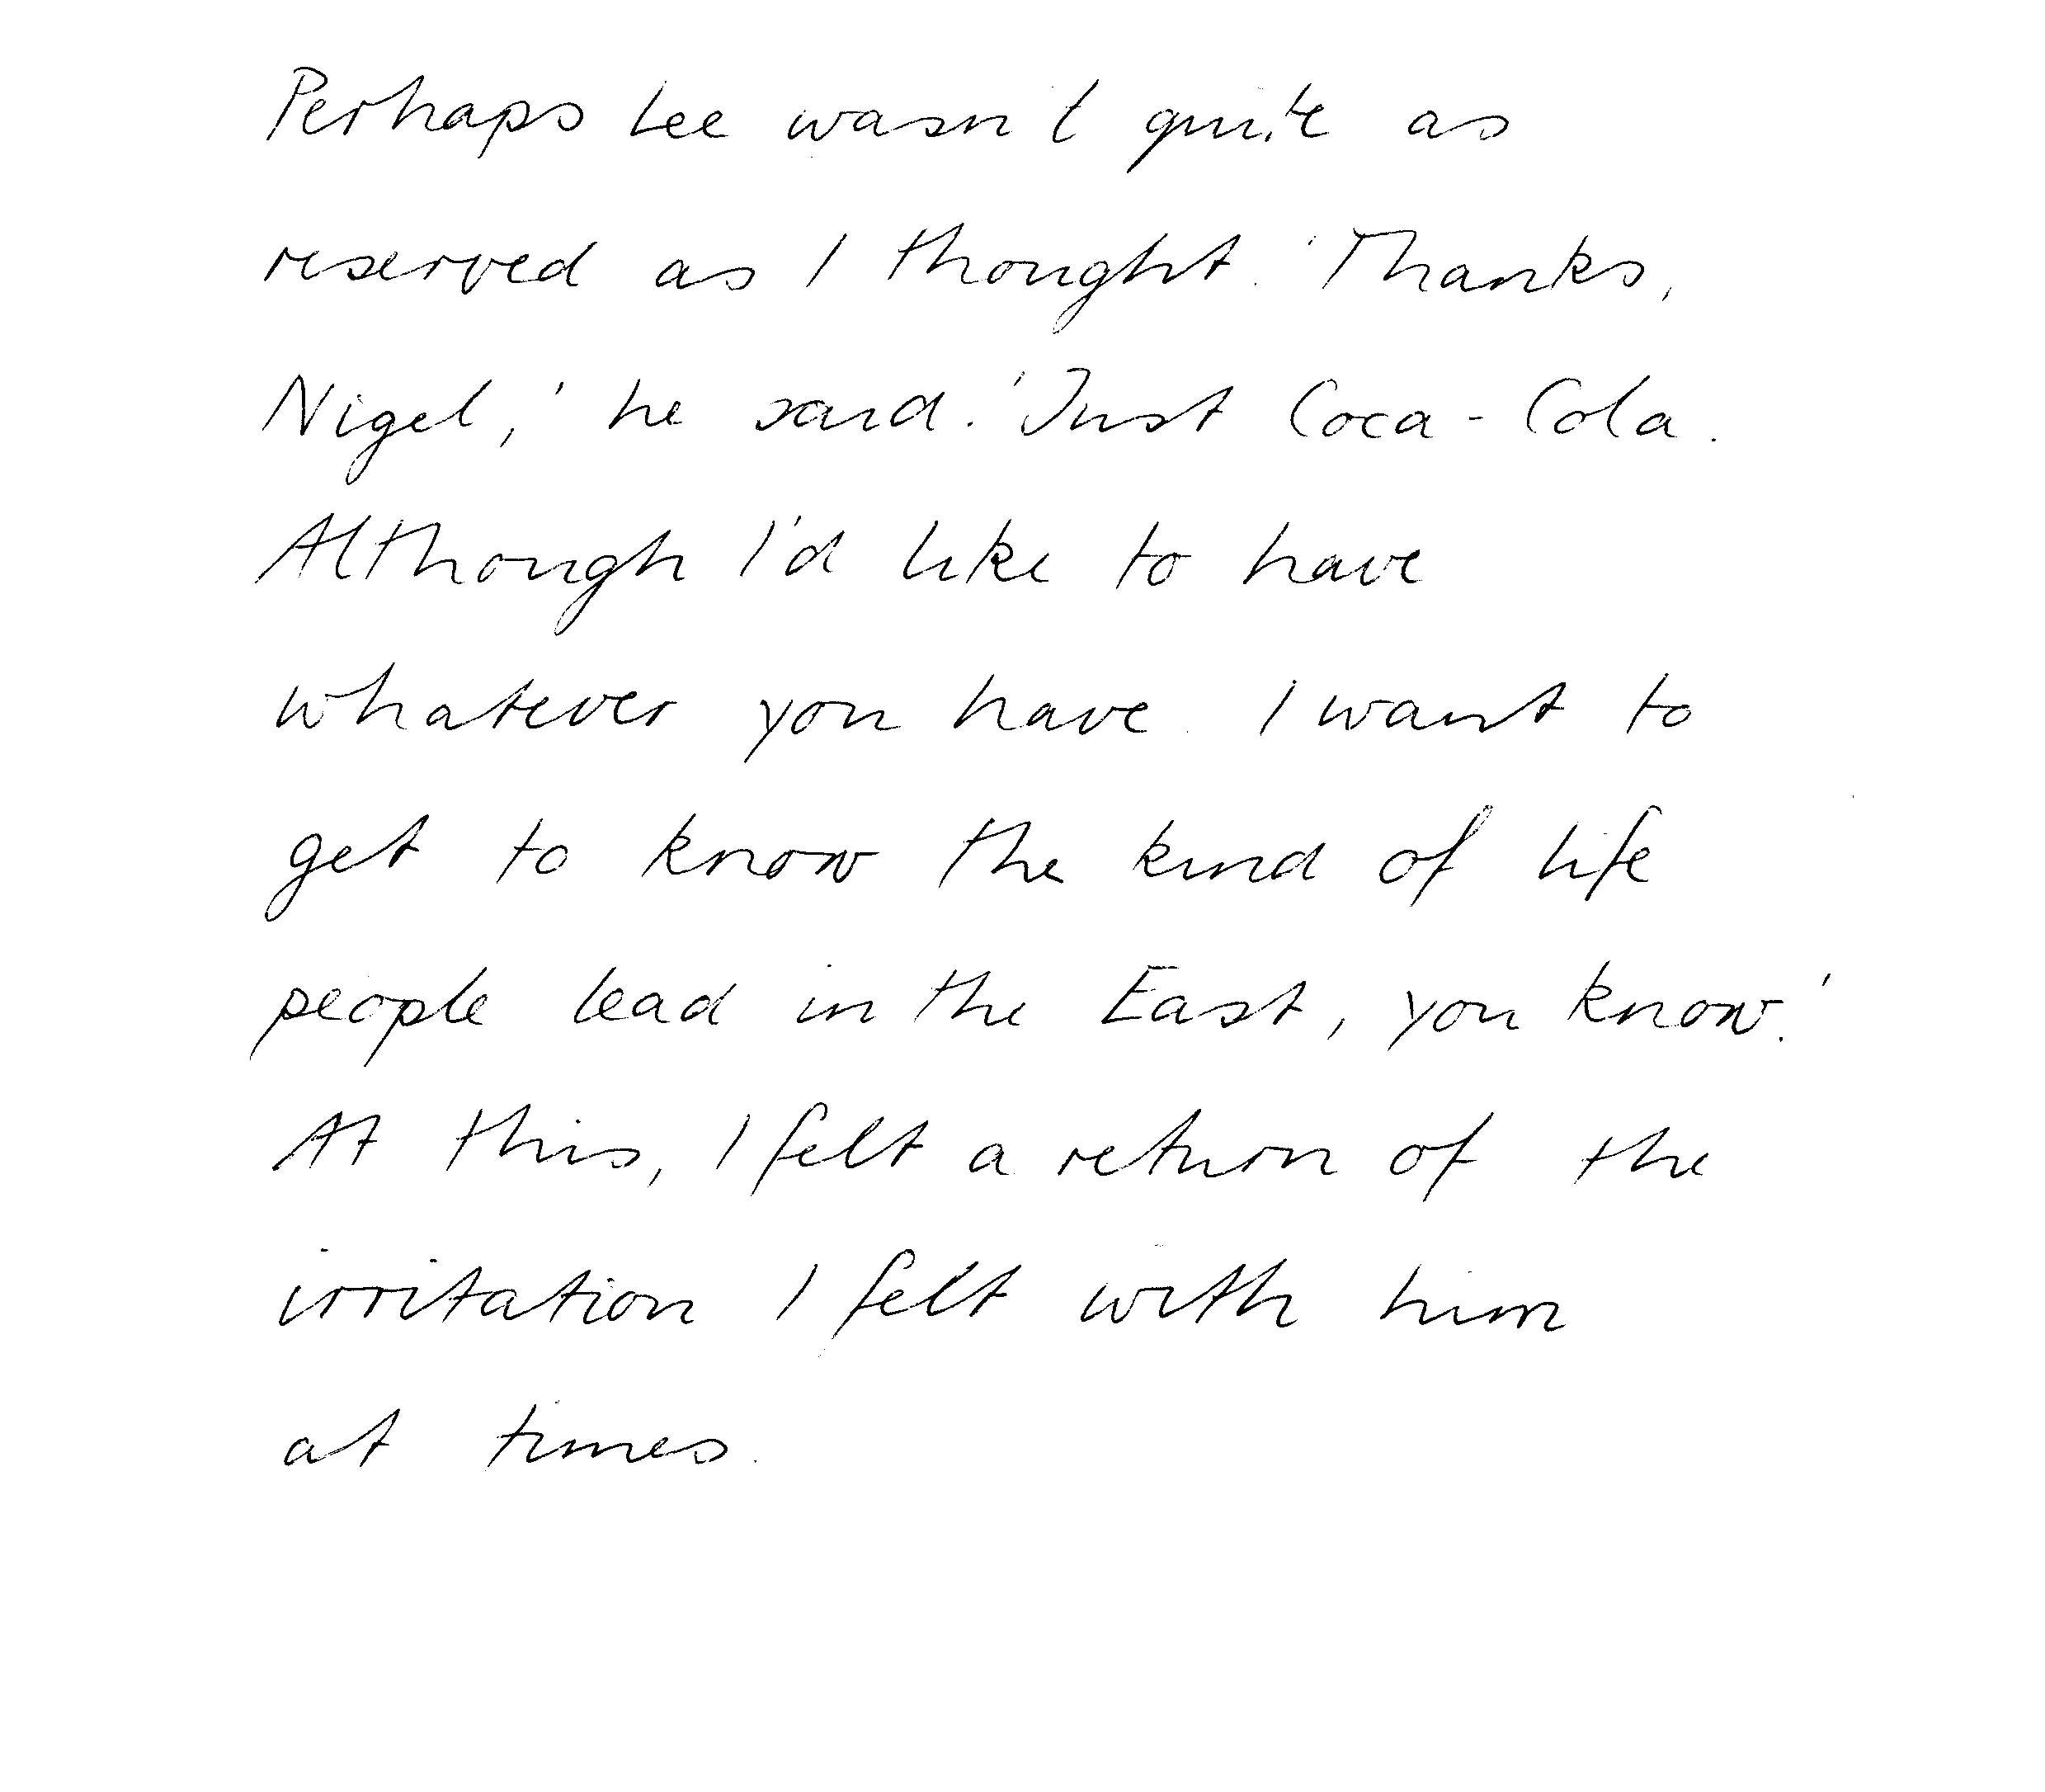 Perhaps Lee wasn't quite as
reserved as I thought. 'Thanks,
Nigel,' he said. 'Just Coca-Cola.
Although I'd like to have
whatever you have. I want to
get to know the kind of life
people lead in the East, you know.'
At this, I felt a return of the
irritation I felt with him
at times.